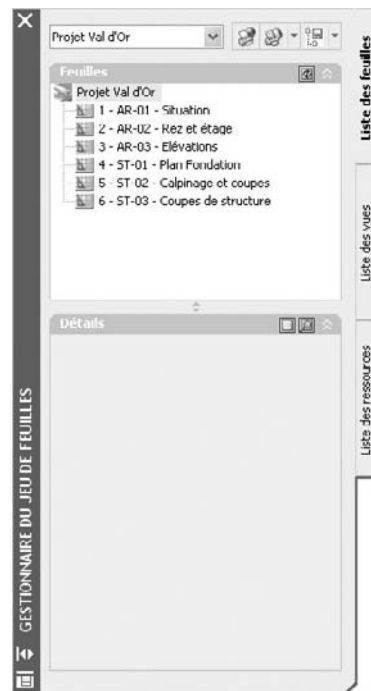 Projet Val d'Or
Feuilles
Projet Val d'Or
1 - AR-01 - Situation
2 - AR-02 - Rez et étage
3 - AR-03 - Elévations
4 - ST-01 - Plan Fondation
5 - ST-02 - Calpinage et coupes
6 - ST-03 - Coupes de structure
Détails
Liste des feuilles
Liste des vues
Liste des ressources
GESTIONNAIRE DU JEU DE FEUILLES